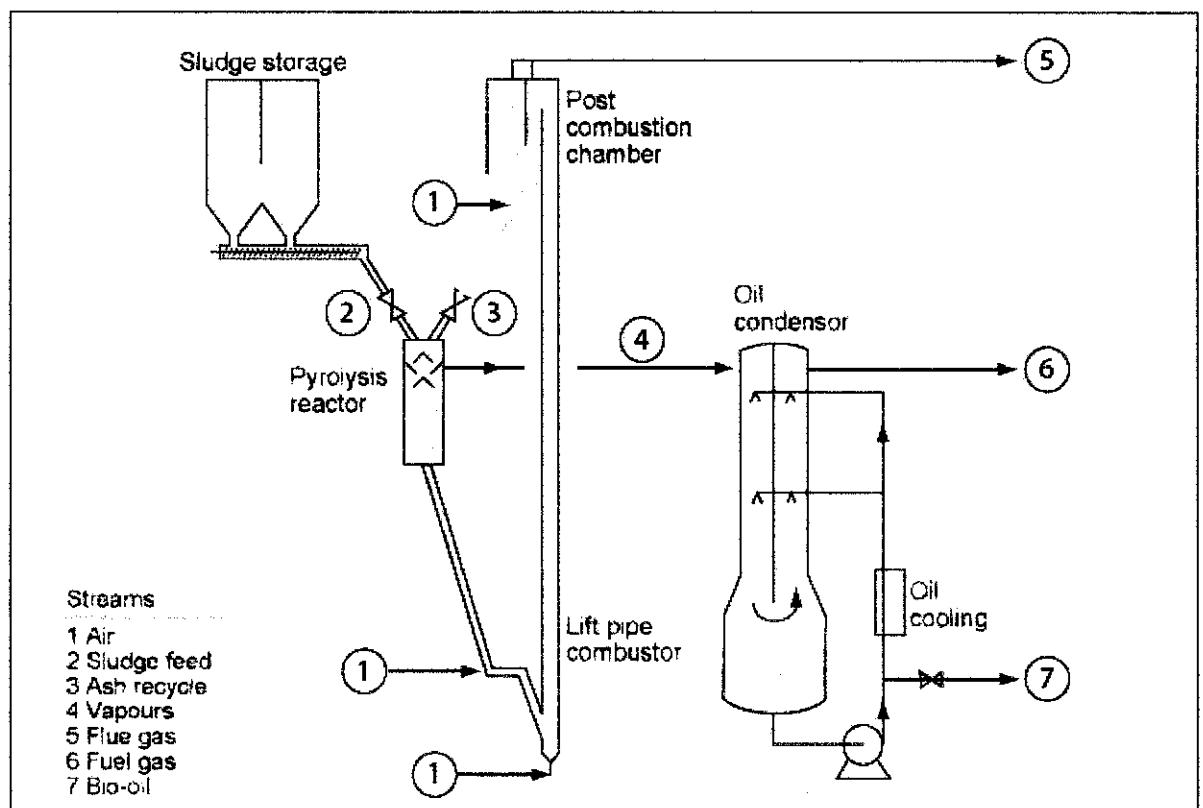 Sludge storage
5
Post
combustion
chamber
1
2
3
Oil
condensor
4
6
Pyrolysis
reactor
Oil
cooling
Lift pipe
combustor
1
7
1
Streams
1 Air
2 Sludge feed
3 Ash recycle
4 Vapours
5 Flue gas
6 Fuel gas
7 Bio-oil